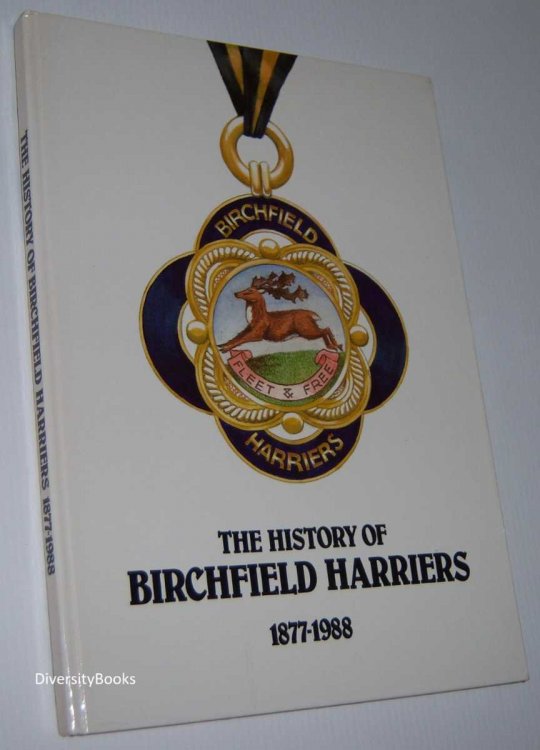 BIRCHFIELD
FLEET & FREE
HARRIERS
THE HISTORY OF
BIRCHFIELD HARRIERS
1877-1988
THE HISTORY OF BIRCHFIELD HARRIERS 1877-1988
DiversityBooks